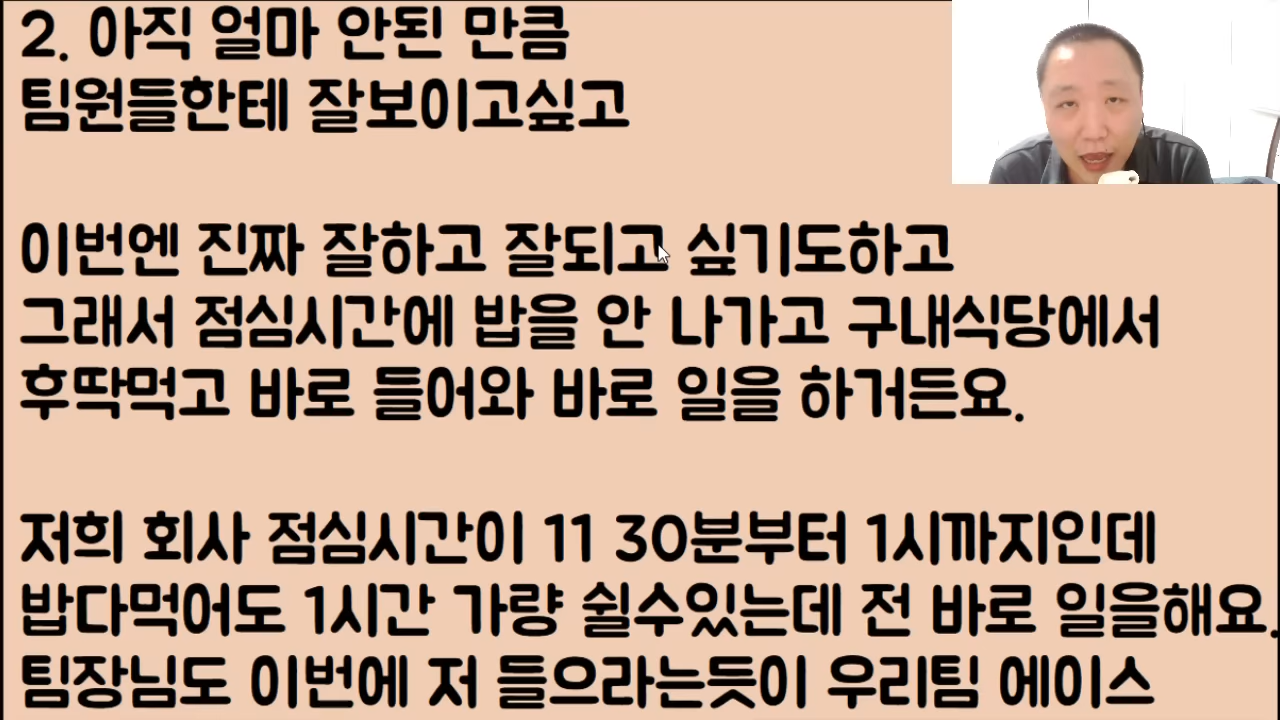 2. 아직 얼마 안된 만큼
팀원들한테 잘보이고싶고
이번엔 진짜 잘하고 잘되고 싶기도하고
그래서 점심시간에 밥을 안 나가고 구내식당에서
후딱먹고 바로 들어와 바로 일을 하거든요.
저희 회사 점심시간이 11 30분부터 1시까지인데
밥다먹어도 1시간 가량 쉴수있는데 전 바로 일을해요.
팀장님도 이번에 저 들으라는듯이 우리팀 에이스